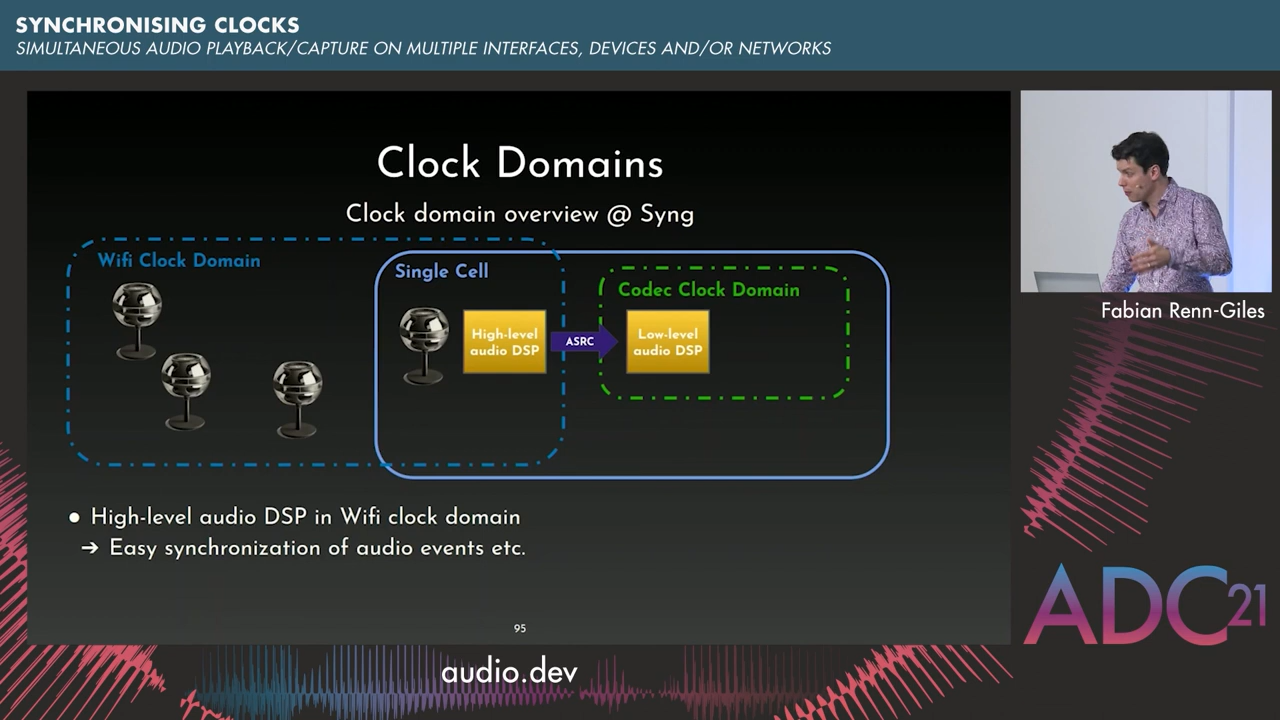 SYNCHRONISING CLOCKS
SIMULTANEOUS AUDIO PLAYBACK/CAPTURE ON MULTIPLE INTERFACES, DEVICES AND/OR NETWORKS
Clock Domains
Clock domain overview @ Syng
Wifi Clock Domain
Single Cell
Codec Clock Domain
High-level
audio DSP
ASRC
Low-level
audio DSP
● High-level audio DSP in Wifi clock domain
➔ Easy synchronization of audio events etc.
95
Fabian Renn-Giles
ADC21
audio.dev